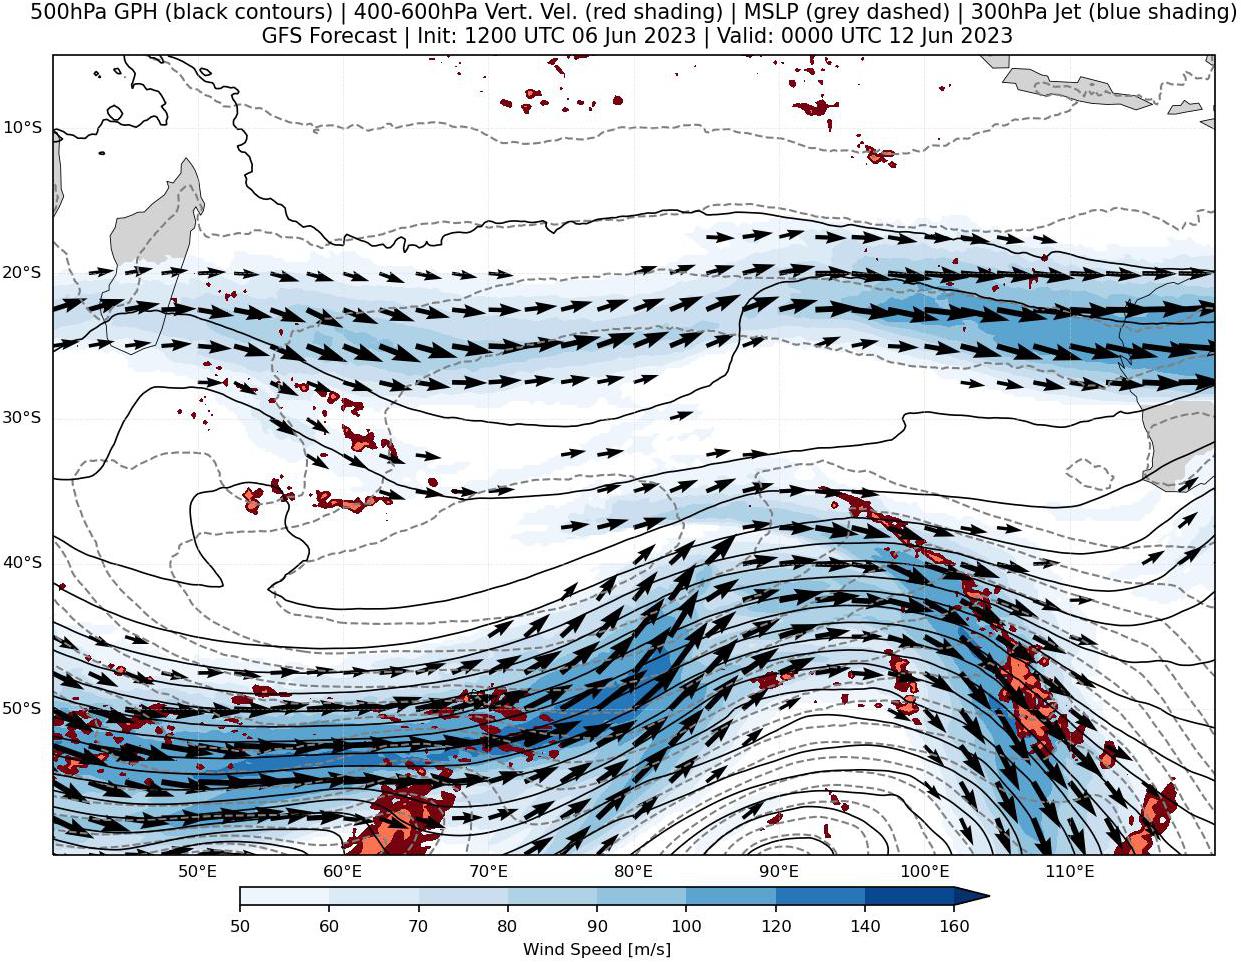 500hPa GPH (black contours) | 400-600hPa Vert. Vel. (red shading) | MSLP (grey dashed) | 300hPa Jet (blue shading)
GFS Forecast | Init: 1200 UTC 06 Jun 2023 | Valid: 0000 UTC 12 Jun 2023
10°S
20°S
30°S
40°S
50°S
50°E 60°E 70°E 80°E 90°E 100°E 110°E
50 60 70 80 90 100 120 140 160
Wind Speed [m/s]